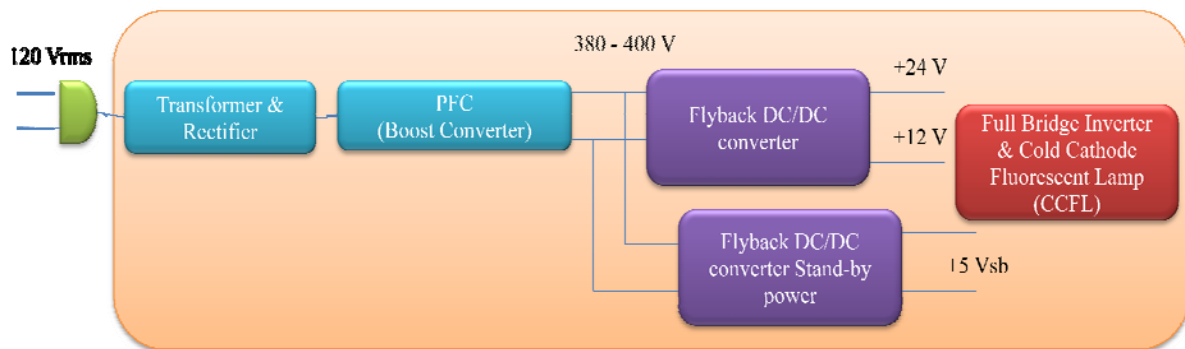 120 Vrms
380 - 400 V
Transformer &
Rectifier
PFC
(Boost Converter)
Flyback DC/DC
converter
+24 V
+12 V
Full Bridge Inverter
& Cold Cathode
Fluorescent Lamp
(CCFL)
Flyback DC/DC
converter Stand-by
power
+5 Vsb